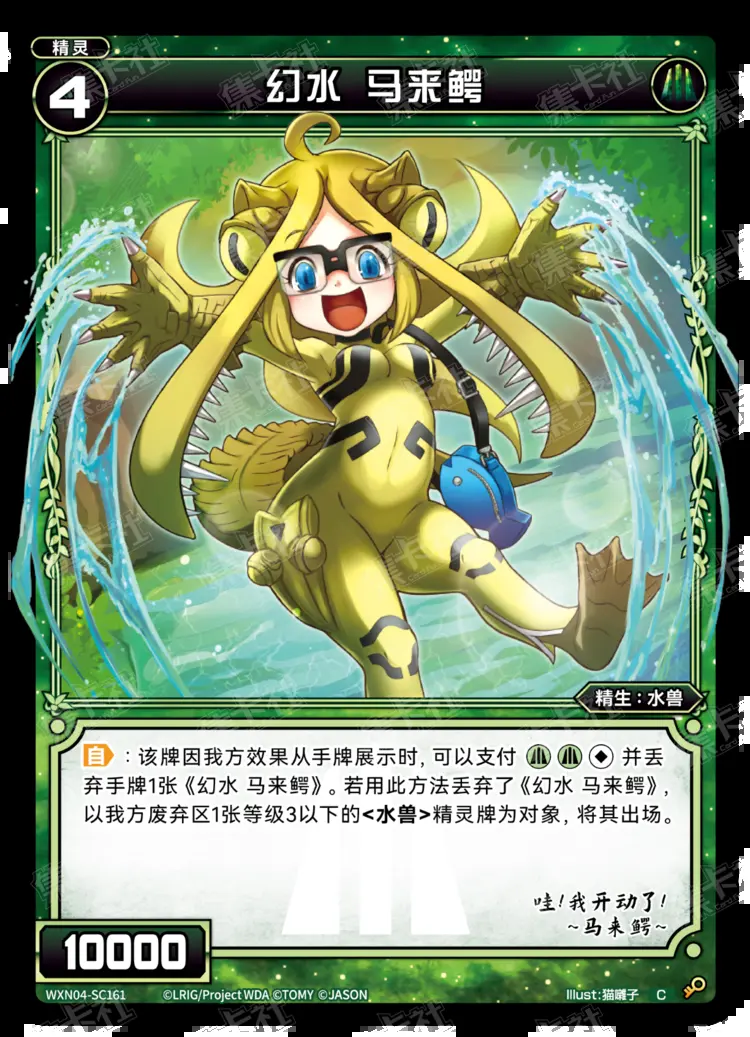 精灵
4
幻水 马来鳄
精生：水兽
自：该牌因我方效果从手牌展示时，可以支付 并丢
弃手牌1张《幻水 马来鳄》。若用此方法丢弃了《幻水 马来鳄》，
以我方废弃区1张等级3以下的<水兽>精灵牌为对象，将其出场。
哇！我开动了！
~马来鳄~
10000
WXN04-SC161 ©LRIG/Project WDA ©TOMY ©JASON Illust:猫囃子 C
集卡社